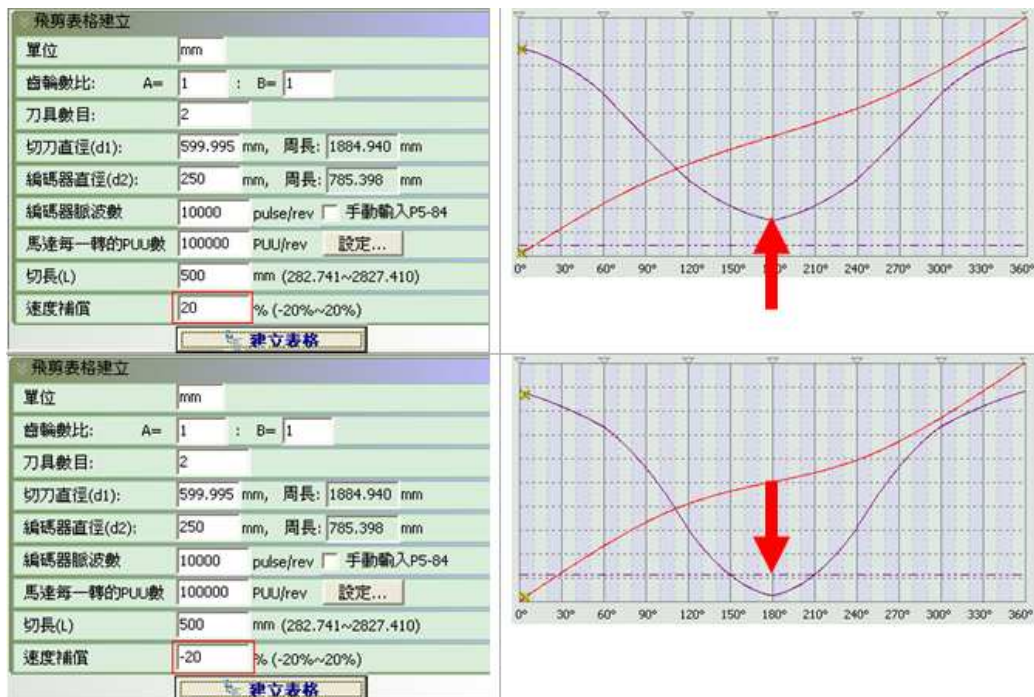 飛剪表格建立
單位 mm
齒輪數比: A= 1 : B= 1
刀具數目: 2
切刀直徑(d1): 599.995 mm, 周長: 1884.940 mm
編碼器直徑(d2): 250 mm, 周長: 785.398 mm
編碼器脈波數 10000 pulse/rev 手動輸入P5-84
馬達每一轉的PUU數 100000 PUU/rev 設定...
切長(L) 500 mm (282.741~2827.410)
速度補償 20 % (-20%~20%)
建立表格
0° 30° 60° 90° 120° 150° 180° 210° 240° 270° 300° 330° 360°
飛剪表格建立
單位 mm
齒輪數比: A= 1 : B= 1
刀具數目: 2
切刀直徑(d1): 599.995 mm, 周長: 1884.940 mm
編碼器直徑(d2): 250 mm, 周長: 785.398 mm
編碼器脈波數 10000 pulse/rev 手動輸入P5-84
馬達每一轉的PUU數 100000 PUU/rev 設定...
切長(L) 500 mm (282.741~2827.410)
速度補償 -20 % (-20%~20%)
建立表格
0° 30° 60° 90° 120° 150° 180° 210° 240° 270° 300° 330° 360°